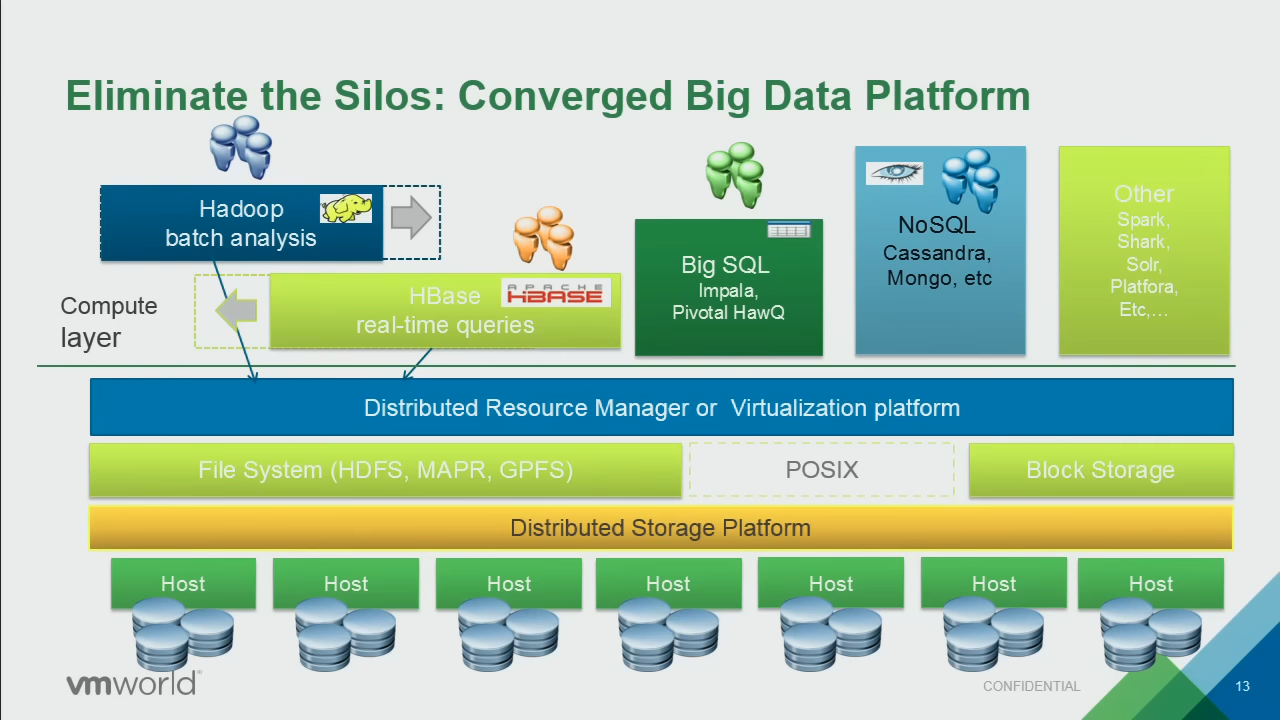 Eliminate the Silos: Converged Big Data Platform
Hadoop
batch analysis
HBase
real-time queries
APACHE
HBASE
Big SQL
Impala,
Pivotal HawQ
NoSQL
Cassandra,
Mongo, etc
Other
Spark,
Shark,
Solr,
Platfora,
Etc,...
Compute
layer
Distributed Resource Manager or Virtualization platform
File System (HDFS, MAPR, GPFS)
POSIX
Block Storage
Distributed Storage Platform
Host
Host
Host
Host
Host
Host
Host
vmworld®
CONFIDENTIAL
13